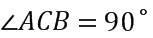 ∠ACB = 90°